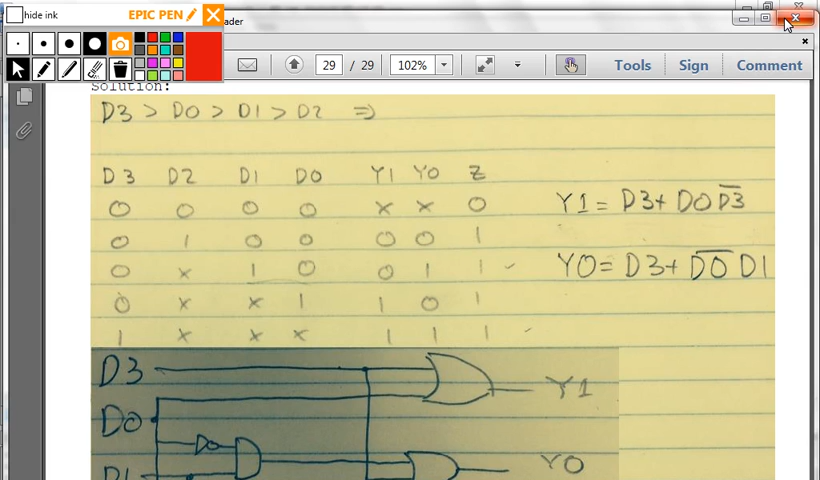 hide ink EPIC PEN
ader
29 / 29 102% Tools Sign Comment
Solution:
D3 > D0 > D1 > D2 ⇒
D3 D2 D1 D0 Y1 Y0 Z
0 0 0 0 x x 0
0 1 0 0 0 0 1
0 x 1 0 0 1 1
0 x x 1 1 0 1
1 x x x 1 1 1
Y1 = D3 + D0 D̅3̅
Y0 = D3 + D̅0̅ D1
D3
Y1
D0
Y0
D1